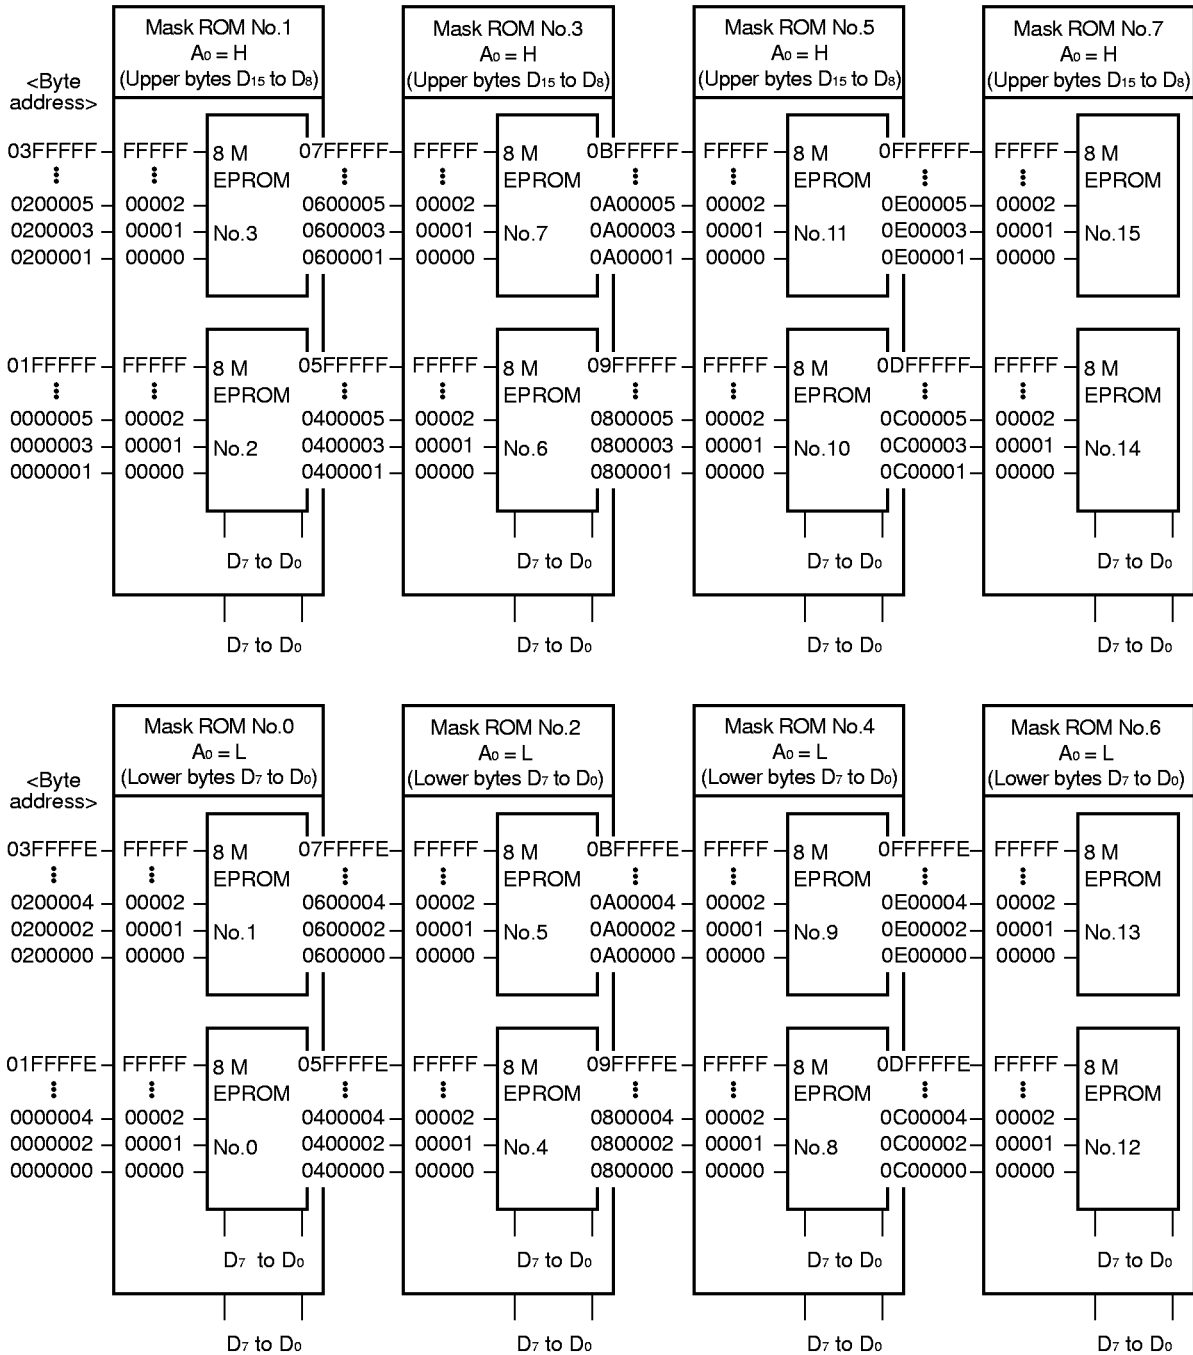 Mask ROM No.1 Mask ROM No.3 Mask ROM No.5 Mask ROM No.7
A0 = H A0 = H A0 = H A0 = H
<Byte address> (Upper bytes D15 to D8) (Upper bytes D15 to D8) (Upper bytes D15 to D8) (Upper bytes D15 to D8)
03FFFFF FFFFF 8 M 07FFFFF FFFFF 8 M 0BFFFFF FFFFF 8 M 0FFFFFF FFFFF 8 M
EPROM EPROM EPROM EPROM
0200005 00002 0600005 00002 0A00005 00002 0E00005 00002
0200003 00001 No.3 0600003 00001 No.7 0A00003 00001 No.11 0E00003 00001 No.15
0200001 00000 0600001 00000 0A00001 00000 0E00001 00000
01FFFFF FFFFF 8 M 05FFFFF FFFFF 8 M 09FFFFF FFFFF 8 M 0DFFFFF FFFFF 8 M
EPROM EPROM EPROM EPROM
0000005 00002 0400005 00002 0800005 00002 0C00005 00002
0000003 00001 No.2 0400003 00001 No.6 0800003 00001 No.10 0C00003 00001 No.14
0000001 00000 0400001 00000 0800001 00000 0C00001 00000
D7 to D0 D7 to D0 D7 to D0 D7 to D0
D7 to D0 D7 to D0 D7 to D0 D7 to D0
Mask ROM No.0 Mask ROM No.2 Mask ROM No.4 Mask ROM No.6
A0 = L A0 = L A0 = L A0 = L
<Byte address> (Lower bytes D7 to D0) (Lower bytes D7 to D0) (Lower bytes D7 to D0) (Lower bytes D7 to D0)
03FFFFE FFFFF 8 M 07FFFFE FFFFF 8 M 0BFFFFE FFFFF 8 M 0FFFFFE FFFFF 8 M
EPROM EPROM EPROM EPROM
0200004 00002 0600004 00002 0A00004 00002 0E00004 00002
0200002 00001 No.1 0600002 00001 No.5 0A00002 00001 No.9 0E00002 00001 No.13
0200000 00000 0600000 00000 0A00000 00000 0E00000 00000
01FFFFE FFFFF 8 M 05FFFFE FFFFF 8 M 09FFFFE FFFFF 8 M 0DFFFFE FFFFF 8 M
EPROM EPROM EPROM EPROM
0000004 00002 0400004 00002 0800004 00002 0C00004 00002
0000002 00001 No.0 0400002 00001 No.4 0800002 00001 No.8 0C00002 00001 No.12
0000000 00000 0400000 00000 0800000 00000 0C00000 00000
D7 to D0 D7 to D0 D7 to D0 D7 to D0
D7 to D0 D7 to D0 D7 to D0 D7 to D0